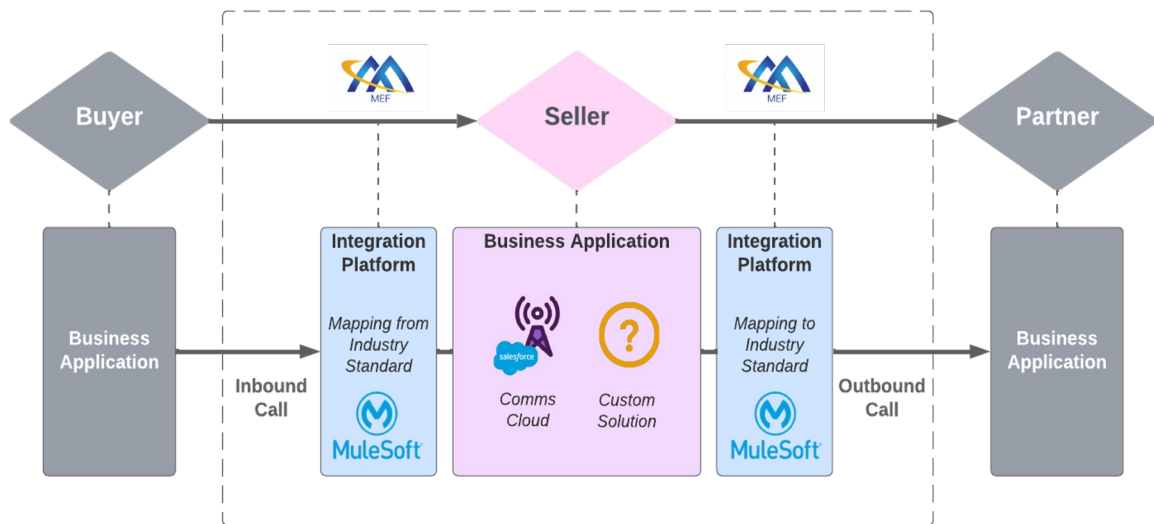 MEF
MEF
Buyer
Seller
Partner
Integration
Platform
Business Application
Integration
Platform
Mapping from
Industry
Standard
Mapping to
Industry
Standard
Business
Application
Business
Application
salesforce
?
Inbound
Call
Outbound
Call
Comms
Cloud
Custom
Solution
MuleSoft
MuleSoft